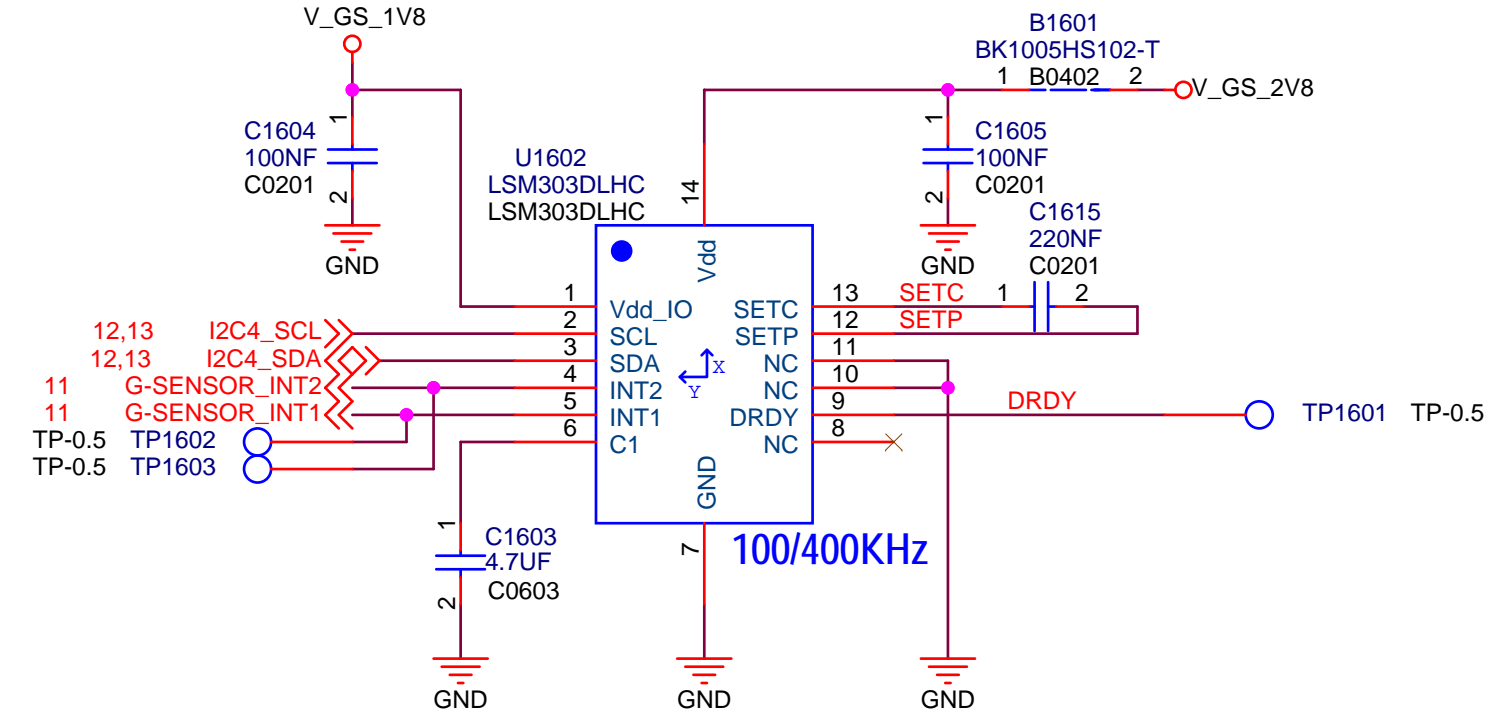 V_GS_1V8
B1601
BK1005HS102-T
1 B0402 2
V_GS_2V8
1
C1604
100NF
C0201
2
GND
U1602
LSM303DLHC
LSM303DLHC
14
1
C1605
100NF
C0201
2
GND
C1615
220NF
C0201
1 2
Vdd
1 Vdd_IO
2 SCL
3 SDA
4 INT2
5 INT1
6 C1
SETC 13 SETC
SETP 12 SETP
NC 11
NC 10
DRDY 9 DRDY
NC 8
X
Y
GND
7
12,13 I2C4_SCL
12,13 I2C4_SDA
11 G-SENSOR_INT2
11 G-SENSOR_INT1
TP-0.5 TP1602
TP-0.5 TP1603
TP1601 TP-0.5
1
C1603
4.7UF
C0603
2
100/400KHz
GND
GND
GND